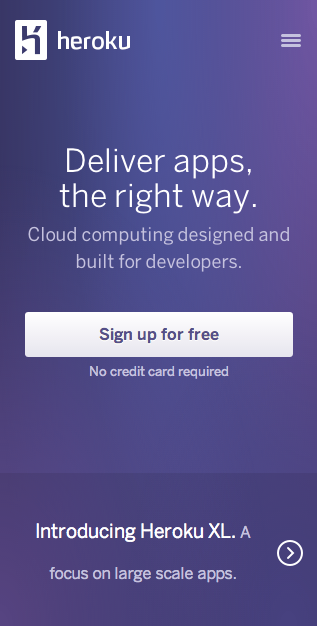 heroku
Deliver apps,
the right way.
Cloud computing designed and
built for developers.
Sign up for free
No credit card required
Introducing Heroku XL. A
focus on large scale apps.